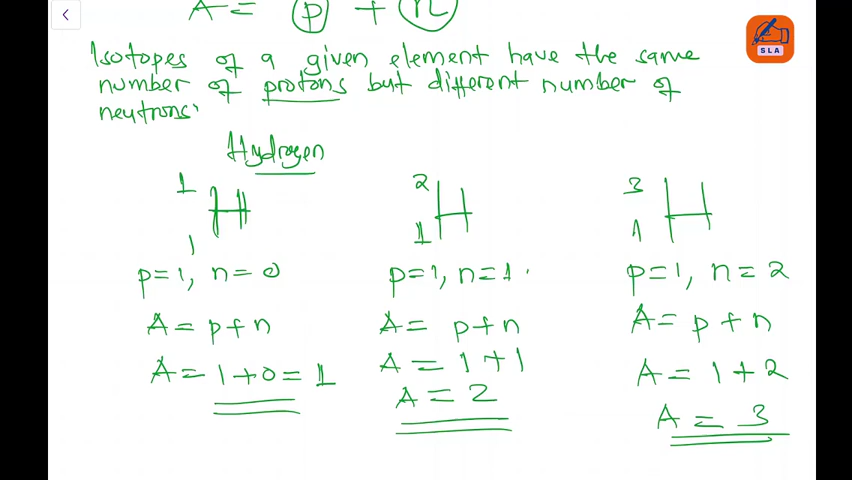 A = p + n
Isotopes of a given element have the same
number of protons but different number of
neutrons.
Hydrogen
1 2 3
H H H
1 1 1
p=1, n=0 p=1, n=1 p=1, n=2
A = p+n A = p+n A = p+n
A = 1+0 = 1 A = 1+1 A = 1+2
A = 2 A = 3
SLA